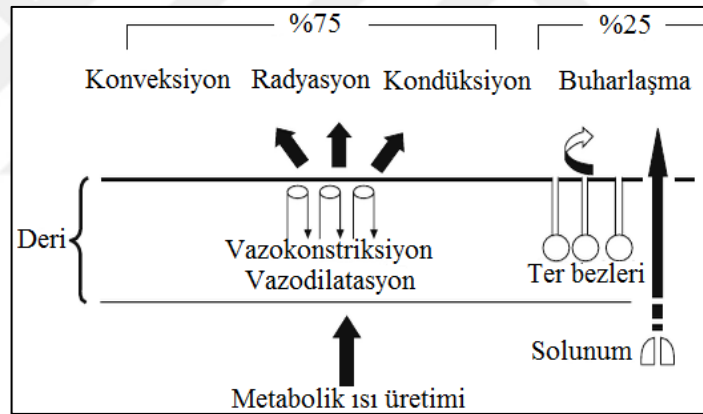 %75 %25
Konveksiyon Radyasyon Kondüksiyon Buharlaşma
Deri
Vazokonstriksiyon
Vazodilatasyon
Ter bezleri
Solunum
Metabolik ısı üretimi